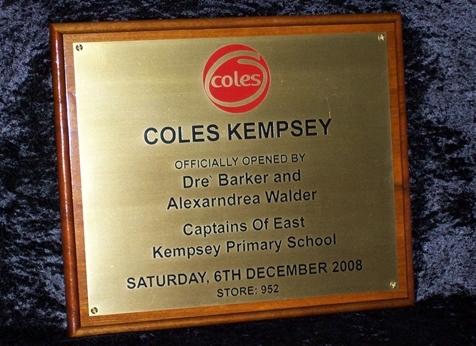 coles
COLES KEMPSEY
OFFICIALLY OPENED BY
Dre` Barker and
Alexarndrea Walder
Captains Of East
Kempsey Primary School
SATURDAY, 6TH DECEMBER 2008
STORE: 952